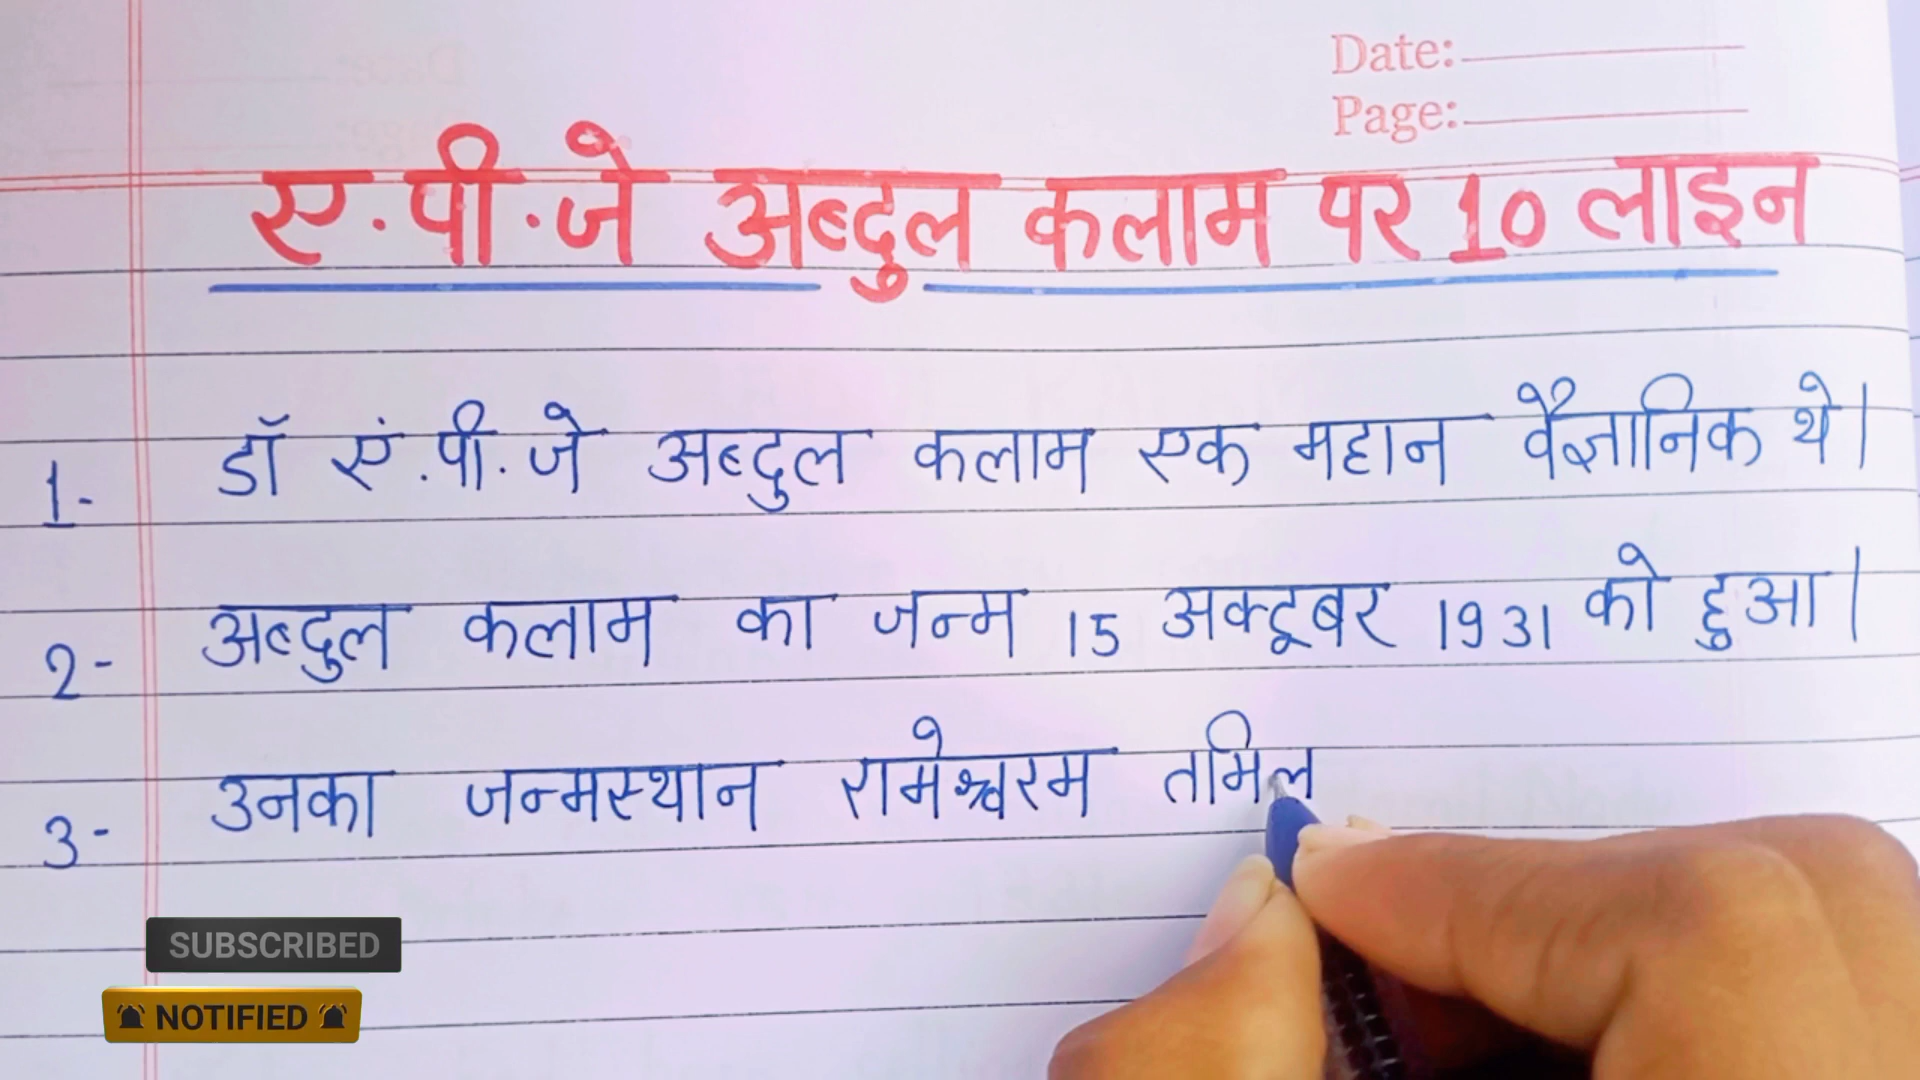 Date:
Page:
ए.पी.जे अब्दुल कलाम पर 10 लाइन
1- डॉ एं.पी.जे अब्दुल कलाम एक महान वैज्ञानिक थे।
2- अब्दुल कलाम का जन्म 15 अक्टूबर 1931 को हुआ।
3- उनका जन्मस्थान रामेश्वरम तमिल
SUBSCRIBED
NOTIFIED